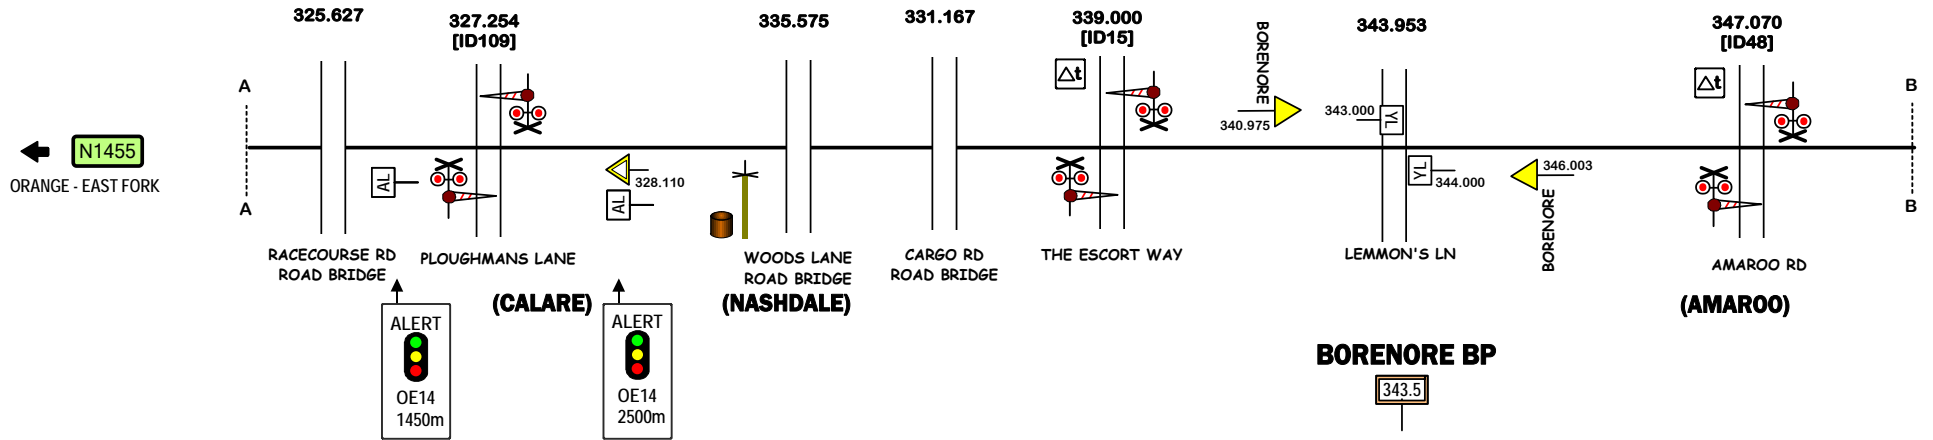 325.627
327.254
[ID109]
335.575
331.167
339.000
[ID15]
343.953
347.070
[ID48]
A
A
N1455
ORANGE - EAST FORK
AL
328.110
AL
Δt
BORENORE
340.975
343.000
YL
YL
344.000
346.003
BORENORE
Δt
B
B
RACECOURSE RD
ROAD BRIDGE
PLOUGHMANS LANE
WOODS LANE
ROAD BRIDGE
CARGO RD
ROAD BRIDGE
THE ESCORT WAY
LEMMON'S LN
AMAROO RD
(CALARE)
(NASHDALE)
(AMAROO)
ALERT
OE14
1450m
ALERT
OE14
2500m
BORENORE BP
343.5